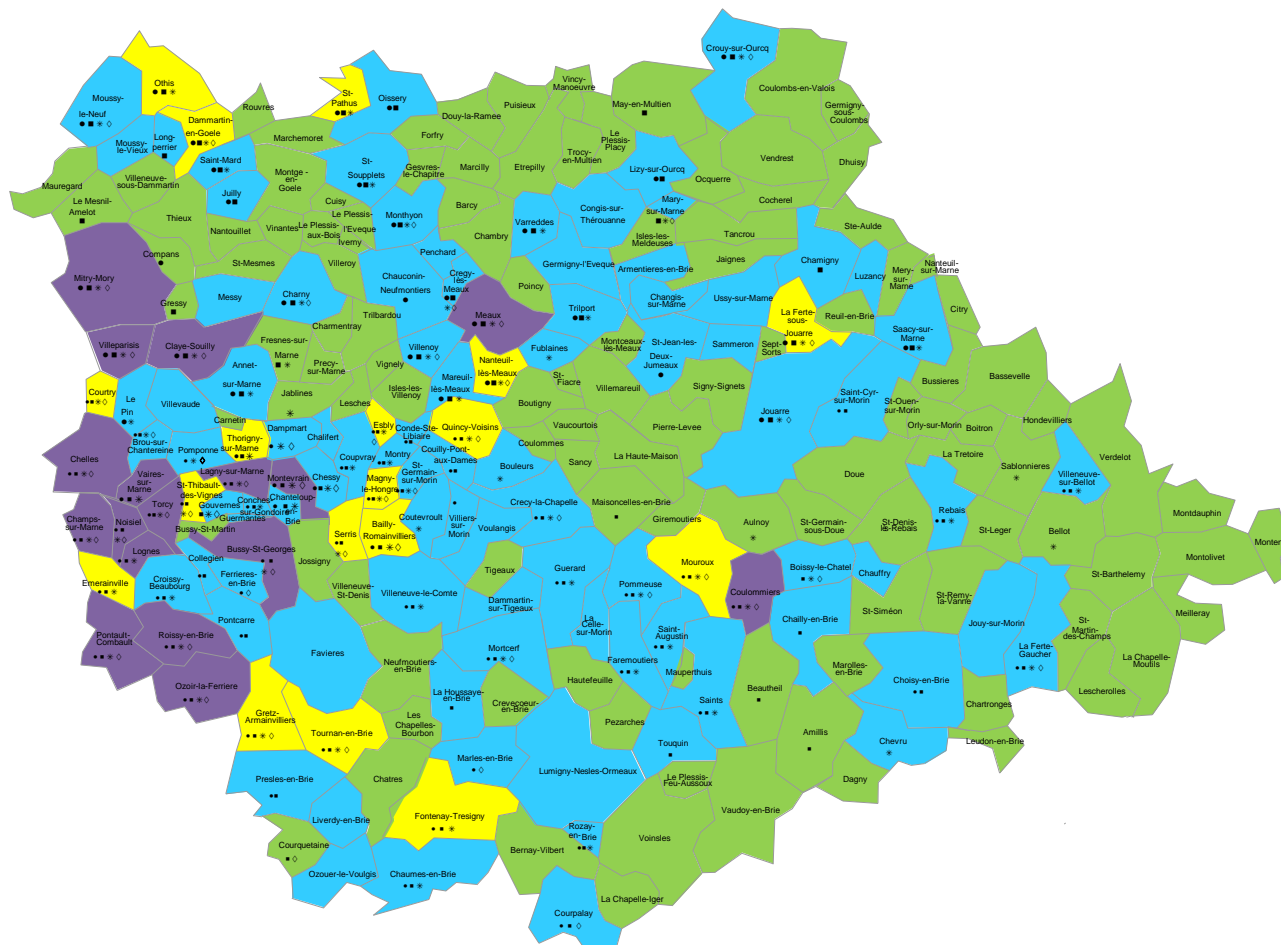 Crouy-sur-Ourcq
● ■ ✳ ◇
Othis
● ■ ✳
Moussy-
le-Neuf
● ■ ✳ ◇
St-
Pathus
●■✳
Oissery
●■
Vincy-
Manoeuvre
Coulombs-en-Valois
Germigny-
sous-
Coulombs
Rouvres
Puisieux
May-en-Multien
■
Dammartin-
en-Goele
●■✳◇
Douy-la-Ramee
Marchemoret
Forfry
Le
Plessis-
Placy
Moussy-
le-Vieux
Long-
perrier
■
Saint-Mard
●■✳
Trocy-
en-Multien
Vendrest
Dhuisy
St-
Soupplets
●■✳
Gesvres-
le-Chapitre
Marcilly
Etrepilly
Lizy-sur-Ourcq
●■
Ocquerre
Mauregard
Villeneuve-
sous-Dammartin
Juilly
●■
Montge -
en-
Goele
Cuisy
Le Mesnil-
Amelot
■
Thieux
Nantouillet
Vinantes
Le Plessis-
aux-Bois
Le Plessis-
l'Eveque
Iverny
Monthyon
●■✳◇
Barcy
Varreddes
● ■ ✳
Congis-sur-
Thérouanne
Mary-
sur-Marne
■✳◇
Isles-les-
Meldeuses
Cocherel
Tancrou
Ste-Aulde
Chambry
Compans
●
St-Mesmes
Villeroy
Penchard
Germigny-l'Eveque
Armentieres-en-Brie
Jaignes
Chamigny
■
Luzancy
Mery-
sur-
Marne
Nanteuil-
sur-Marne
Mitry-Mory
● ■ ✳ ◇
Chauconin-
Neufmontiers
●
Cregy-
les-
Meaux
●■
✳◇
Poincy
Citry
Gressy
■
Messy
Charny
●■✳◇
Trilbardou
Meaux
● ■ ✳ ◇
Trilport
●■✳
Changis-
sur-Marne
Ussy-sur-Marne
La Ferte-
sous-
Jouarre
●■✳◇
Reuil-en-Brie
Saacy-sur-
Marne
●■✳
Charmentray
Villeparisis
● ■ ✳ ◇
Claye-Souilly
● ■ ✳ ◇
Fresnes-sur-
Marne
■ ✳
Precy-
sur-Marne
Villenoy
● ■ ✳ ◇
Fublaines
✳
Montceaux-
lès-Meaux
St-Jean-les-
Deux-
Jumeaux
●
Sammeron
Sept-
Sorts
Annet-
sur-Marne
● ■ ✳
Vignely
Nanteuil-
lès-Meaux
●■✳◇
Isles-les-
Villenoy
Mareuil-
lès-Meaux
● ■ ✳
St-
Fiacre
Villemareuil
Signy-Signets
Saint-Cyr-
sur-Morin
● ■
Bussieres
Bassevelle
Courtry
●■✳◇
Le
Pin
●✳
Villevaude
Jablines
✳
Lesches
Boutigny
St-Ouen-
sur-Morin
Hondevilliers
Carnetin
Esbly
●■✳
◇
Conde-Ste-
Libiaire
●■
Quincy-Voisins
●■✳◇
Vaucourtois
Pierre-Levee
Jouarre
● ■ ✳ ◇
Orly-sur-Morin
Boitron
●■✳◇
Brou-sur-
Chantereine
Thorigny-
sur-Marne
●■✳
Dampmart
● ✳ ◇
Chalifert
Coulommes
La Haute-Maison
La Tretoire
Verdelot
Pomponne
●✳◇
Coupvray
●■✳
Montry
●■✳
Couilly-Pont-
aux-Dames
●■
Bouleurs
✳
Sancy
Doue
Sablonnieres
✳
Villeneuve-
sur-Bellot
●■✳◇
Chelles
● ■ ✳ ◇
Vaires-
sur-
Marne
●■✳
Lagny-sur-Marne
●■✳◇
Montevrain
●■✳◇
Chessy
●■✳◇
Magny-
le-Hongre
●■✳◇
St-
Germain-
sur-Morin
●■✳◇
St-Thibault-
des-Vignes
●■
✳◇
Torcy
●■✳◇
Gouvernes
■✳◇
Conches-
sur-Gondoire
●■✳
Chanteloup-
en-
Brie
●■✳
Maisoncelles-en-Brie
■
Crecy-la-Chapelle
● ■ ✳ ◇
Champs-
sur-Marne
● ■ ✳ ◇
Noisiel
●■
✳◇
Bussy-St-Martin
Guermantes
Serris
●■
✳◇
Bailly-
Romainvilliers
● ■ ✳ ◇
Coutevroult
✳
●
Villiers-
sur-
Morin
Voulangis
Giremoutiers
Aulnoy
✳
St-Germain-
sous-Doue
St-Denis-
lès-Rebais
Rebais
●■✳
St-Leger
Bellot
✳
Montdauphin
Lognes
●■✳
Bussy-St-Georges
● ■
✳◇
Jossigny
Montolivet
Collegien
●■
Tigeaux
Emerainville
●■✳
Croissy-
Beaubourg
●■✳
Ferrieres-
en-Brie
●◇
Villeneuve-
St-Denis
Villeneuve-le-Comte
● ■ ✳
Guerard
● ■ ✳
Pommeuse
●■✳◇
Mouroux
●■✳◇
Coulommiers
●■✳◇
Boissy-le-Chatel
■✳◇
Chauffry
St-Barthelemy
Dammartin-
sur-Tigeaux
St-Siméon
St-Remy-
la-Vanne
Meilleray
Pontcarre
●■
La
Celle-
sur-Morin
Chailly-en-Brie
■
Jouy-sur-Morin
St-
Martin-
des-Champs
Pontault-
Combault
● ■ ✳ ◇
Roissy-en-Brie
● ■ ✳ ◇
Favieres
Saint-
Augustin
●■✳
Mortcerf
● ■ ✳ ◇
Faremoutiers
●■✳
Mauperthuis
Marolles-
en-Brie
La Ferte-
Gaucher
●■✳◇
La Chapelle-
Moutils
Neufmoutiers-
en-Brie
Hautefeuille
Ozoir-la-Ferriere
●■✳◇
La Houssaye-
en-Brie
■
Crevecoeur-
en-Brie
Saints
●■✳
Beautheil
■
Choisy-en-Brie
● ■
Lescherolles
Gretz-
Armainvilliers
●■✳◇
Les
Chapelles-
Bourbon
Pezarches
Chartronges
Tournan-en-Brie
●■✳◇
Touquin
■
Amillis
■
Chevru
✳
Leudon-en-Brie
Presles-en-Brie
●■
Chatres
Marles-en-Brie
● ◇
Lumigny-Nesles-Ormeaux
Le Plessis-
Feu-Aussoux
Dagny
Liverdy-en-Brie
Fontenay-Tresigny
● ■ ✳
Vaudoy-en-Brie
Rozay-
en-
Brie
●■✳
Voinsles
Courquetaine
■◇
Bernay-Vilbert
Ozouer-le-Voulgis
Chaumes-en-Brie
●■✳
La Chapelle-Iger
Courpalay
● ■ ◇